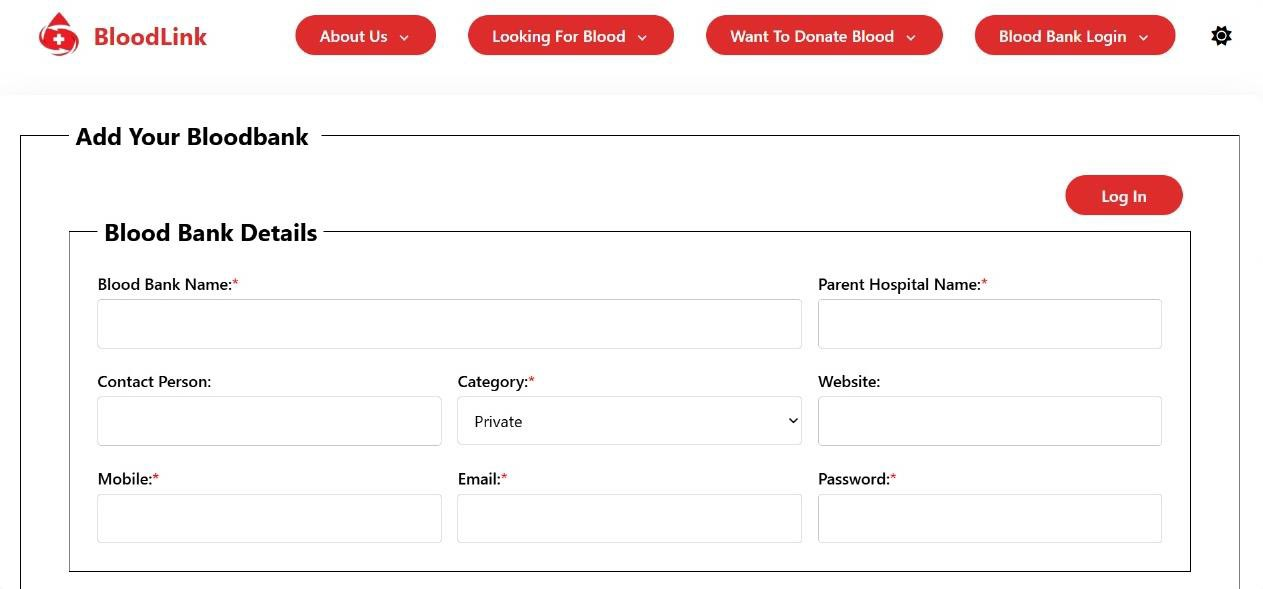 BloodLink
About Us
Looking For Blood
Want To Donate Blood
Blood Bank Login
Add Your Bloodbank
Log In
Blood Bank Details
Blood Bank Name:*
Parent Hospital Name:*
Contact Person:
Category:*
Website:
Private
Mobile:*
Email:*
Password:*